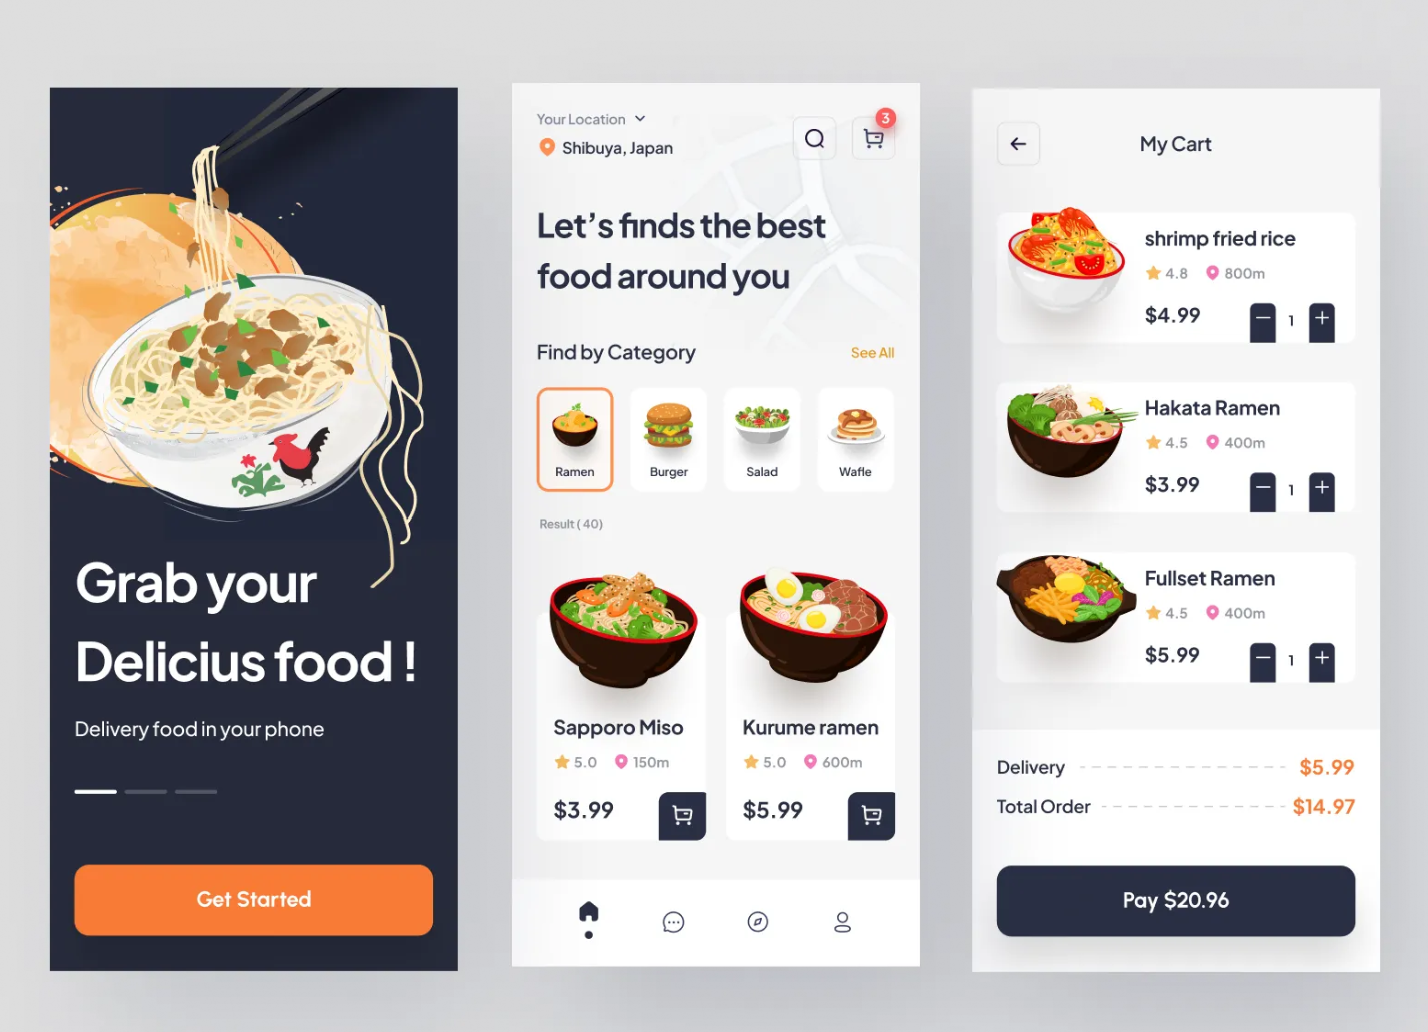 Grab your
Delicius food !
Delivery food in your phone
Get Started
Your Location
Shibuya, Japan
3
Let’s finds the best
food around you
Find by Category
See All
Ramen
Burger
Salad
Wafle
Result ( 40)
Sapporo Miso
5.0
150m
$3.99
Kurume ramen
5.0
600m
$5.99
My Cart
shrimp fried rice
4.8
800m
$4.99
1
Hakata Ramen
4.5
400m
$3.99
1
Fullset Ramen
4.5
400m
$5.99
1
Delivery
$5.99
Total Order
$14.97
Pay $20.96